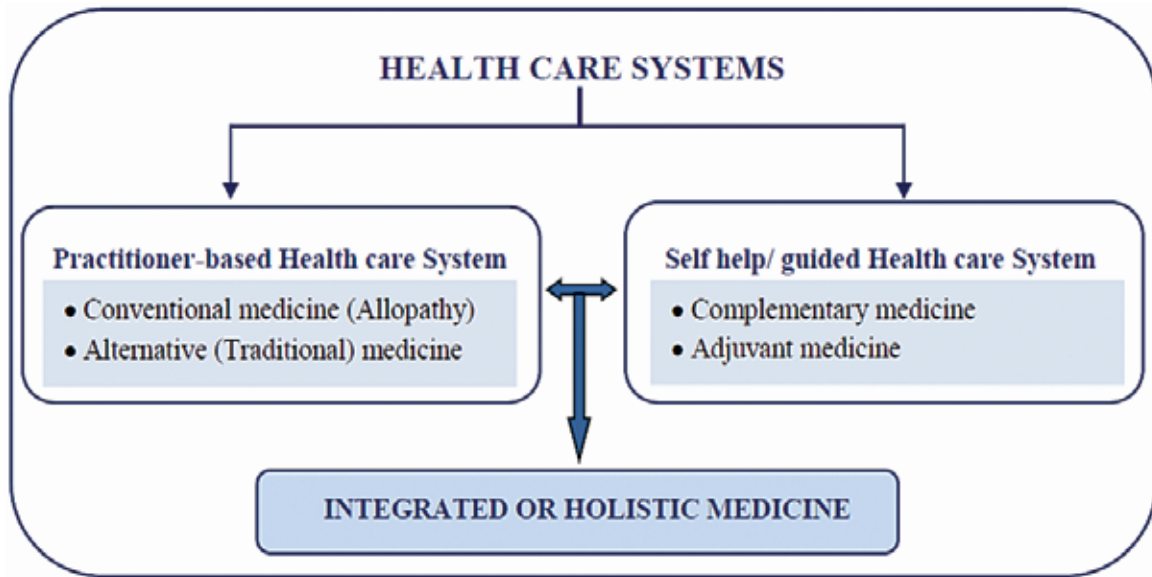 HEALTH CARE SYSTEMS
Practitioner-based Health care System
• Conventional medicine (Allopathy)
• Alternative (Traditional) medicine
Self help/ guided Health care System
• Complementary medicine
• Adjuvant medicine
INTEGRATED OR HOLISTIC MEDICINE